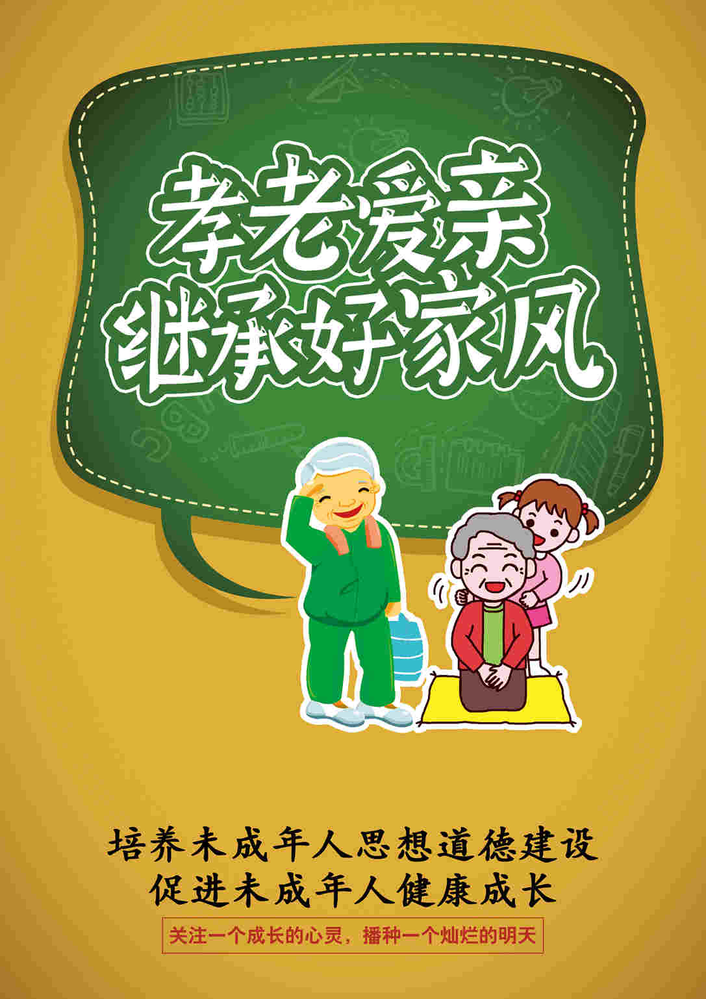 孝老爱亲
继承好家风
培养未成年人思想道德建设
促进未成年人健康成长
关注一个成长的心灵，播种一个灿烂的明天